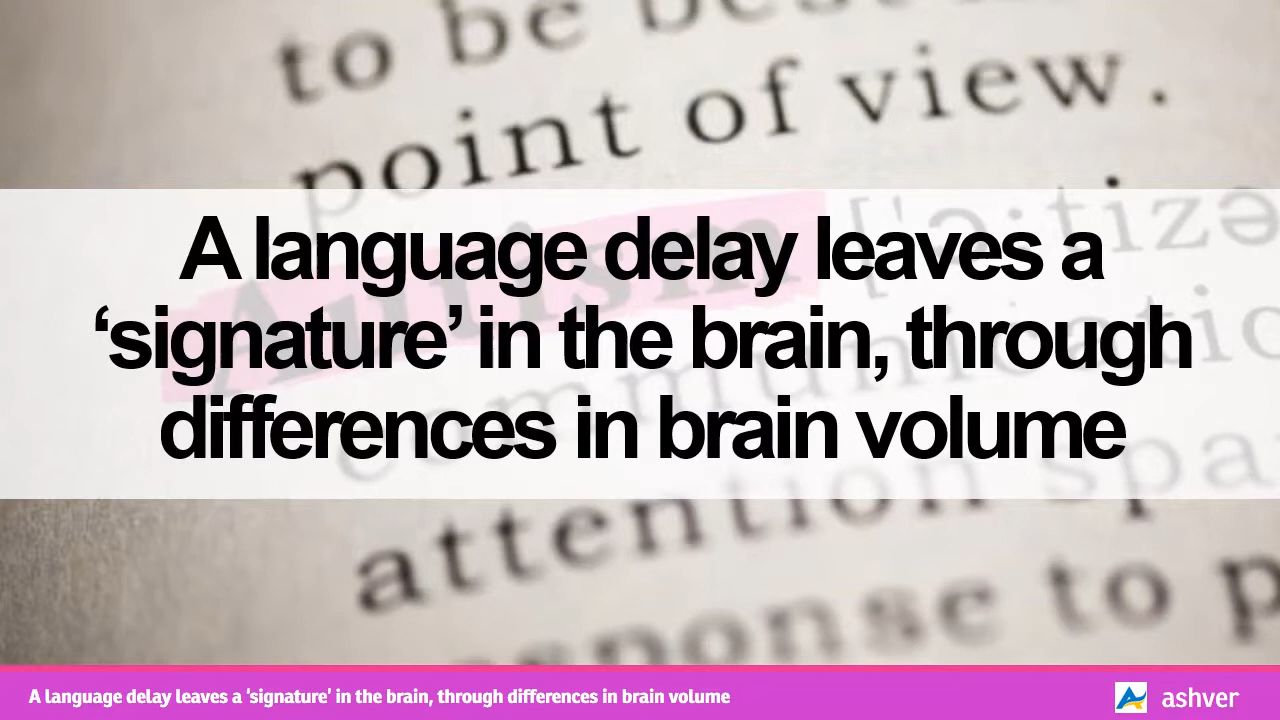 to be
point of view.
A language delay leaves a
‘signature’ in the brain, through
differences in brain volume
attention spa
to p
A language delay leaves a 'signature' in the brain, through differences in brain volume
ashver